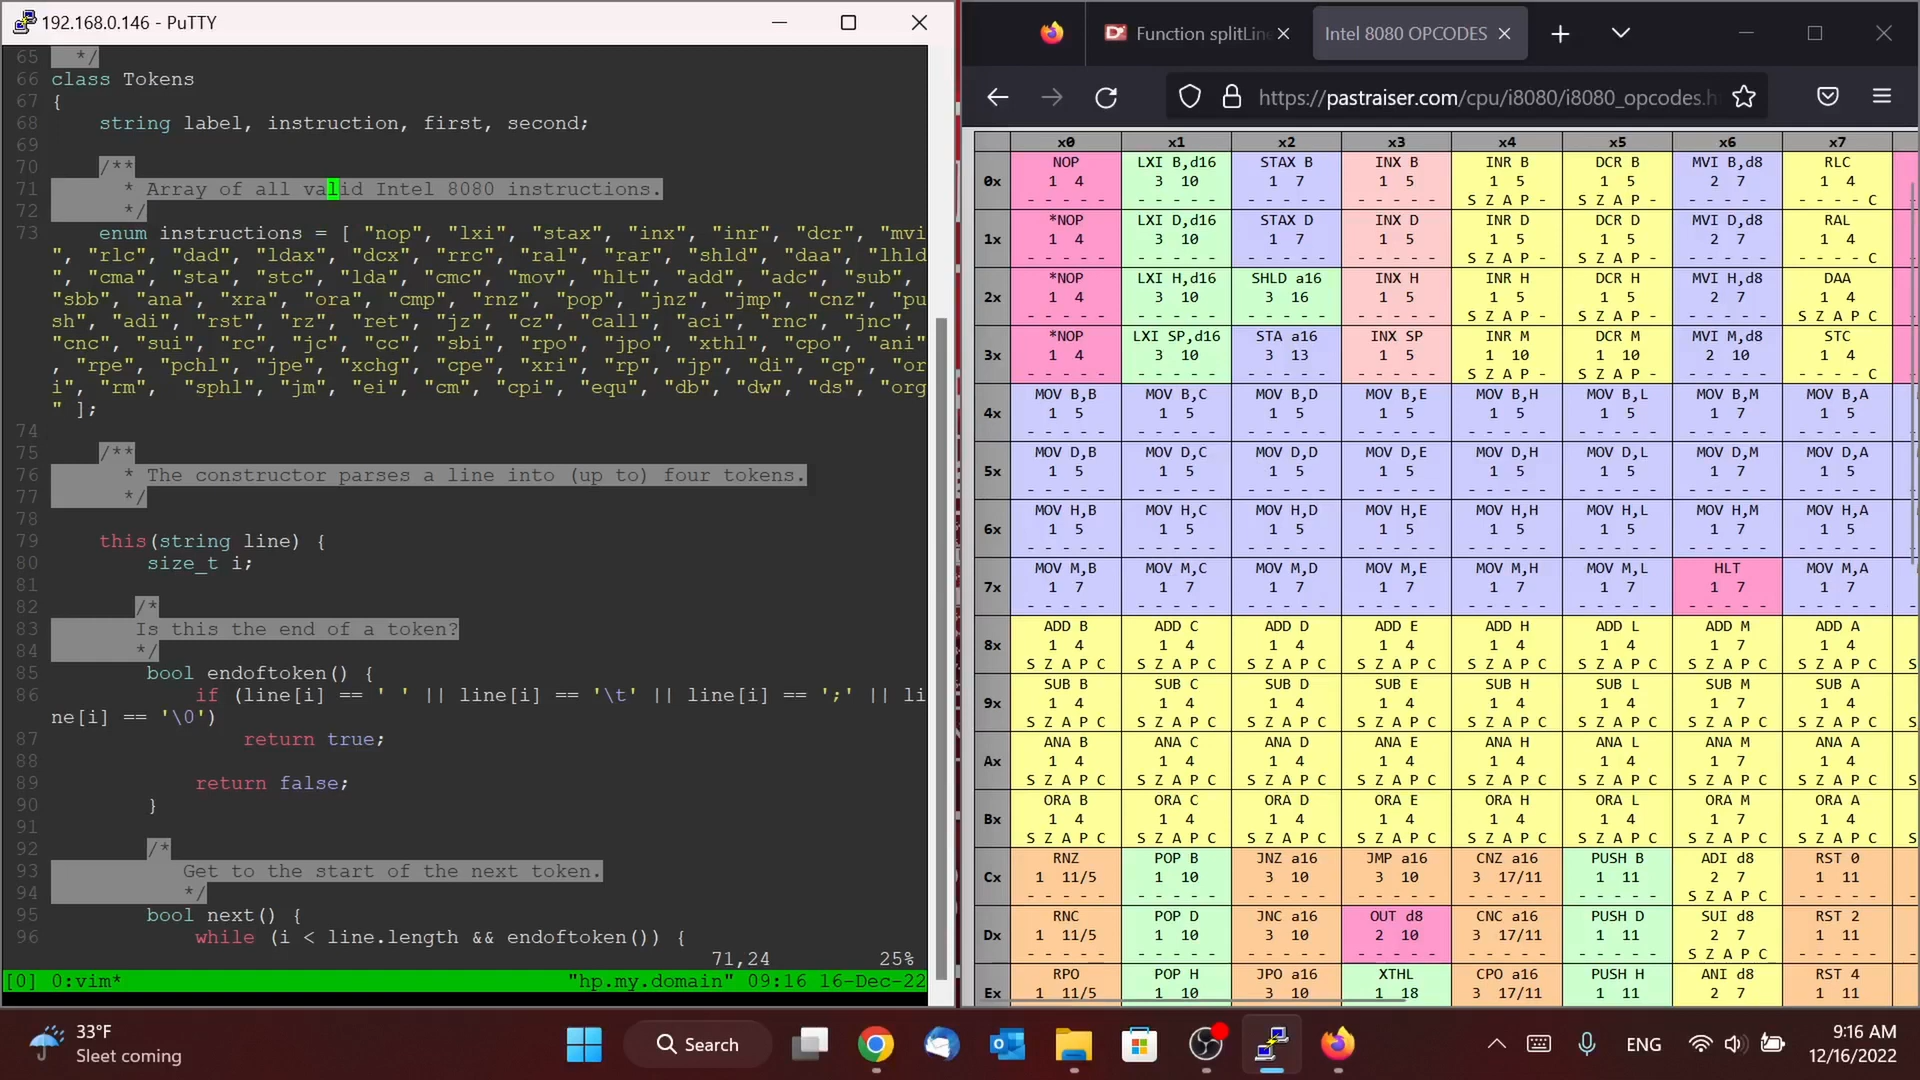 192.168.0.146 - PuTTY
65 */
66 class Tokens
67 {
68 string label, instruction, first, second;
69
70 /**
71 * Array of all valid Intel 8080 instructions.
72 */
73 enum instructions = [ "nop", "lxi", "stax", "inx", "inr", "dcr", "mvi
", "rlc", "dad", "ldax", "dcx", "rrc", "ral", "rar", "shld", "daa", "lhld
", "cma", "sta", "stc", "lda", "cmc", "mov", "hlt", "add", "adc", "sub",
"sbb", "ana", "xra", "ora", "cmp", "rnz", "pop", "jnz", "jmp", "cnz", "pu
sh", "adi", "rst", "rz", "ret", "jz", "cz", "call", "aci", "rnc", "jnc",
"cnc", "sui", "rc", "jc", "cc", "sbi", "rpo", "jpo", "xthl", "cpo", "ani"
, "rpe", "pchl", "jpe", "xchg", "cpe", "xri", "rp", "jp", "di", "cp", "or
i", "rm", "sphl", "jm", "ei", "cm", "cpi", "equ", "db", "dw", "ds", "org
" ];
74
75 /**
76 * The constructor parses a line into (up to) four tokens.
77 */
78
79 this(string line) {
80 size_t i;
81
82 /*
83 Is this the end of a token?
84 */
85 bool endoftoken() {
86 if (line[i] == ' ' || line[i] == '\t' || line[i] == ';' || li
ne[i] == '\0')
87 return true;
88
89 return false;
90 }
91
92 /*
93 Get to the start of the next token.
94 */
95 bool next() {
96 while (i < line.length && endoftoken()) {
71,24 25%
[0] 0:vim* "hp.my.domain" 09:16 16-Dec-22
Function splitLine
Intel 8080 OPCODES
https://pastraiser.com/cpu/i8080/i8080_opcodes.h
x0 x1 x2 x3 x4 x5 x6 x7
NOP LXI B,d16 STAX B INX B INR B DCR B MVI B,d8 RLC
0x 1 4 3 10 1 7 1 5 1 5 1 5 2 7 1 4
- - - - - - - - - - - - - - - - - - - - S Z A P - S Z A P - - - - - - - - - - C
*NOP LXI D,d16 STAX D INX D INR D DCR D MVI D,d8 RAL
1x 1 4 3 10 1 7 1 5 1 5 1 5 2 7 1 4
- - - - - - - - - - - - - - - - - - - - S Z A P - S Z A P - - - - - - - - - - C
*NOP LXI H,d16 SHLD a16 INX H INR H DCR H MVI H,d8 DAA
2x 1 4 3 10 3 16 1 5 1 5 1 5 2 7 1 4
- - - - - - - - - - - - - - - - - - - - S Z A P - S Z A P - - - - - - S Z A P C
*NOP LXI SP,d16 STA a16 INX SP INR M DCR M MVI M,d8 STC
3x 1 4 3 10 3 13 1 5 1 10 1 10 2 10 1 4
- - - - - - - - - - - - - - - - - - - - S Z A P - S Z A P - - - - - - - - - - C
MOV B,B MOV B,C MOV B,D MOV B,E MOV B,H MOV B,L MOV B,M MOV B,A
4x 1 5 1 5 1 5 1 5 1 5 1 5 1 7 1 5
- - - - - - - - - - - - - - - - - - - - - - - - - - - - - - - - - - - - - - - -
MOV D,B MOV D,C MOV D,D MOV D,E MOV D,H MOV D,L MOV D,M MOV D,A
5x 1 5 1 5 1 5 1 5 1 5 1 5 1 7 1 5
- - - - - - - - - - - - - - - - - - - - - - - - - - - - - - - - - - - - - - - -
MOV H,B MOV H,C MOV H,D MOV H,E MOV H,H MOV H,L MOV H,M MOV H,A
6x 1 5 1 5 1 5 1 5 1 5 1 5 1 7 1 5
- - - - - - - - - - - - - - - - - - - - - - - - - - - - - - - - - - - - - - - -
MOV M,B MOV M,C MOV M,D MOV M,E MOV M,H MOV M,L HLT MOV M,A
7x 1 7 1 7 1 7 1 7 1 7 1 7 1 7 1 7
- - - - - - - - - - - - - - - - - - - - - - - - - - - - - - - - - - - - - - - -
ADD B ADD C ADD D ADD E ADD H ADD L ADD M ADD A
8x 1 4 1 4 1 4 1 4 1 4 1 4 1 7 1 4
S Z A P C S Z A P C S Z A P C S Z A P C S Z A P C S Z A P C S Z A P C S Z A P C S
SUB B SUB C SUB D SUB E SUB H SUB L SUB M SUB A
9x 1 4 1 4 1 4 1 4 1 4 1 4 1 7 1 4
S Z A P C S Z A P C S Z A P C S Z A P C S Z A P C S Z A P C S Z A P C S Z A P C S
ANA B ANA C ANA D ANA E ANA H ANA L ANA M ANA A
Ax 1 4 1 4 1 4 1 4 1 4 1 4 1 7 1 4
S Z A P C S Z A P C S Z A P C S Z A P C S Z A P C S Z A P C S Z A P C S Z A P C S
ORA B ORA C ORA D ORA E ORA H ORA L ORA M ORA A
Bx 1 4 1 4 1 4 1 4 1 4 1 4 1 7 1 4
S Z A P C S Z A P C S Z A P C S Z A P C S Z A P C S Z A P C S Z A P C S Z A P C S
RNZ POP B JNZ a16 JMP a16 CNZ a16 PUSH B ADI d8 RST 0
Cx 1 11/5 1 10 3 10 3 10 3 17/11 1 11 2 7 1 11
- - - - - - - - - - - - - - - - - - - - - - - - - - - - - - S Z A P C - - - - -
RNC POP D JNC a16 OUT d8 CNC a16 PUSH D SUI d8 RST 2
Dx 1 11/5 1 10 3 10 2 10 3 17/11 1 11 2 7 1 11
- - - - - - - - - - - - - - - - - - - - - - - - - - - - - - S Z A P C - - - - -
RPO POP H JPO a16 XTHL CPO a16 PUSH H ANI d8 RST 4
Ex 1 11/5 1 10 3 10 1 18 3 17/11 1 11 2 7 1 11
33°F
Sleet coming
Search
ENG
9:16 AM
12/16/2022